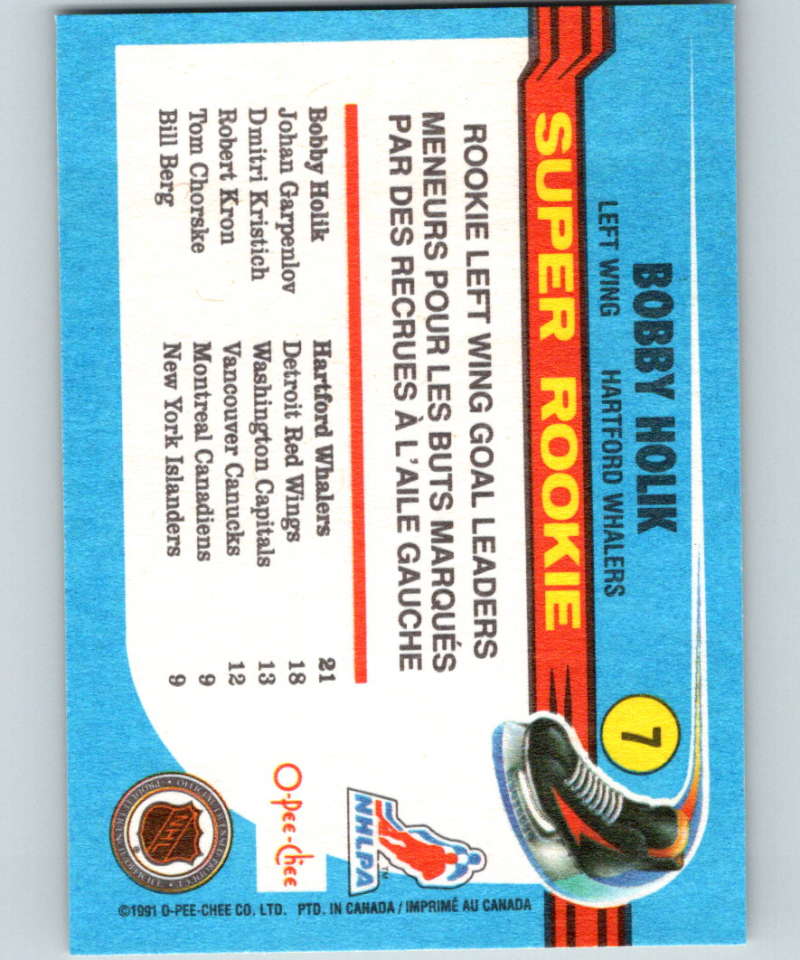 BOBBY HOLIK
LEFT WING HARTFORD WHALERS
7
SUPER ROOKIE
ROOKIE LEFT WING GOAL LEADERS
MENEURS POUR LES BUTS MARQUÉS
PAR DES RECRUES À L'AILE GAUCHE
Bobby Holik Hartford Whalers 21
Johan Garpenlov Detroit Red Wings 18
Dmitri Kristich Washington Capitals 13
Robert Kron Vancouver Canucks 12
Tom Chorske Montreal Canadiens 9
Bill Berg New York Islanders 9
NHLPA
TM
O-Pee-Chee
NHL
©1991 O-PEE-CHEE CO. LTD. PTD. IN CANADA / IMPRIMÉ AU CANADA